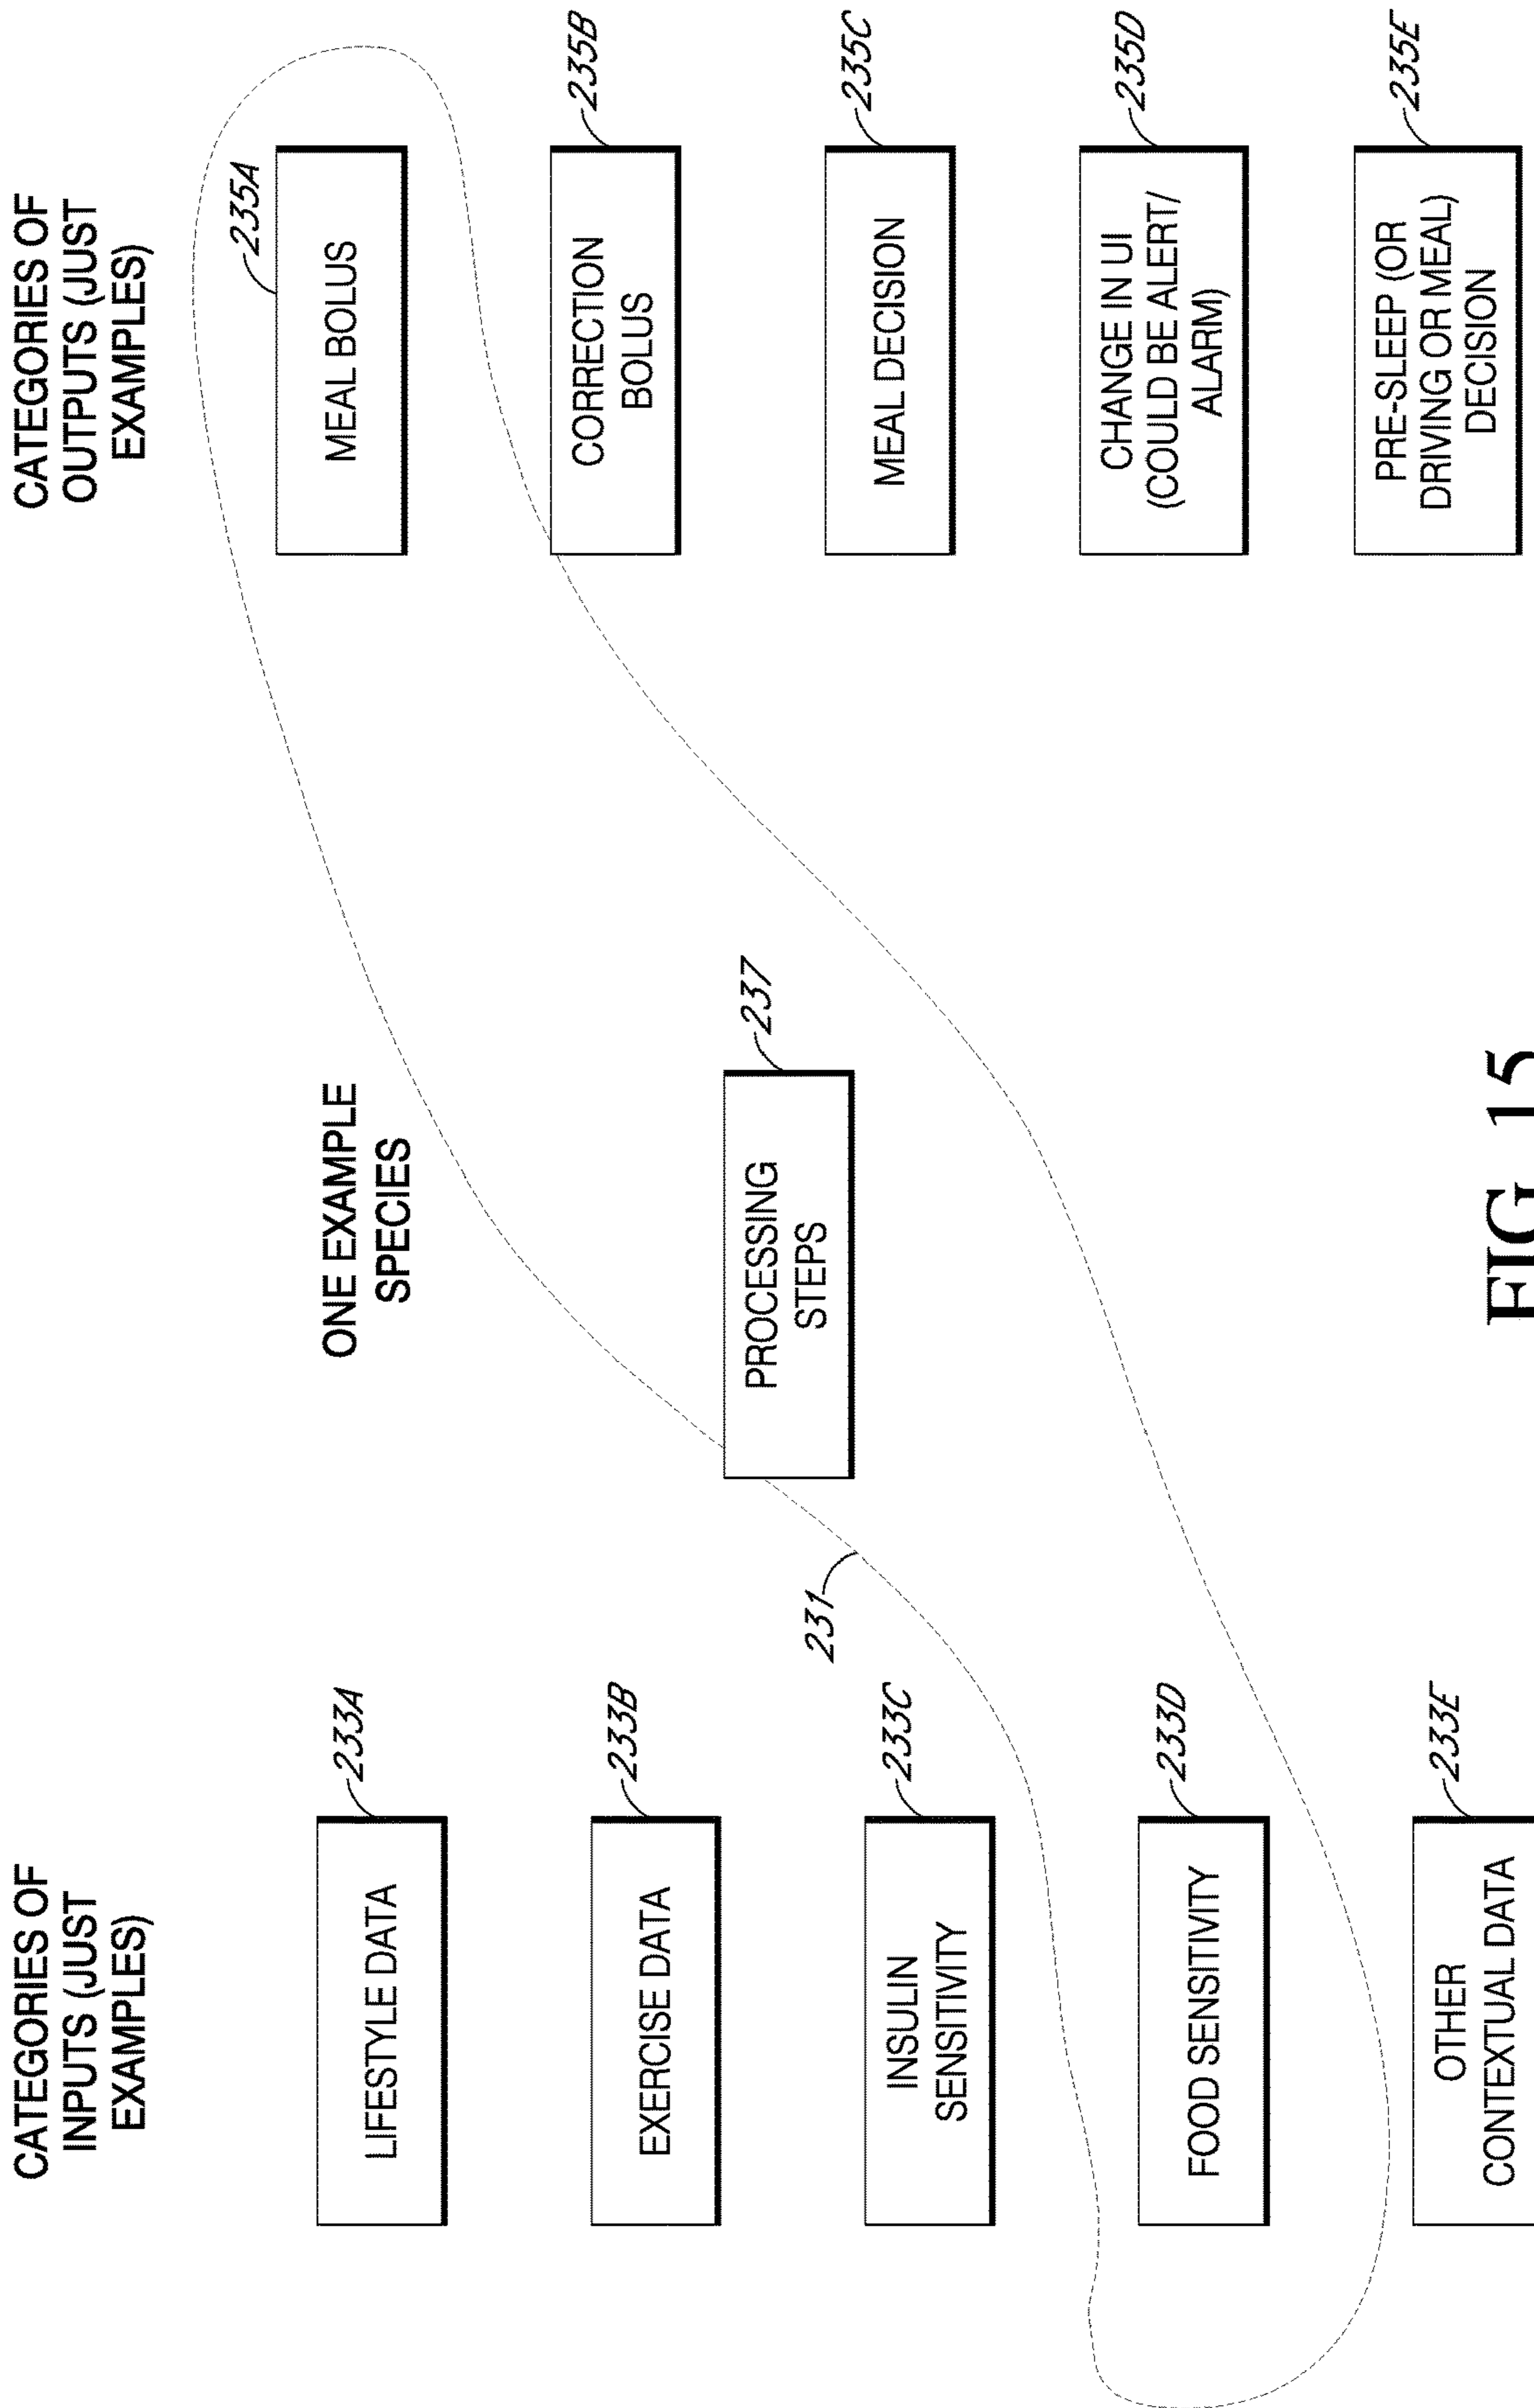 CATEGORIES OF
INPUTS (JUST
EXAMPLES)
LIFESTYLE DATA
233A
EXERCISE DATA
233B
INSULIN
SENSITIVITY
233C
FOOD SENSITIVITY
233D
OTHER
CONTEXTUAL DATA
233E
231
ONE EXAMPLE
SPECIES
PROCESSING
STEPS
237
CATEGORIES OF
OUTPUTS (JUST
EXAMPLES)
235A
MEAL BOLUS
CORRECTION
BOLUS
235B
MEAL DECISION
235C
CHANGE IN UI
(COULD BE ALERT/
ALARM)
235D
PRE-SLEEP (OR
DRIVING OR MEAL)
DECISION
235E
FIG. 15